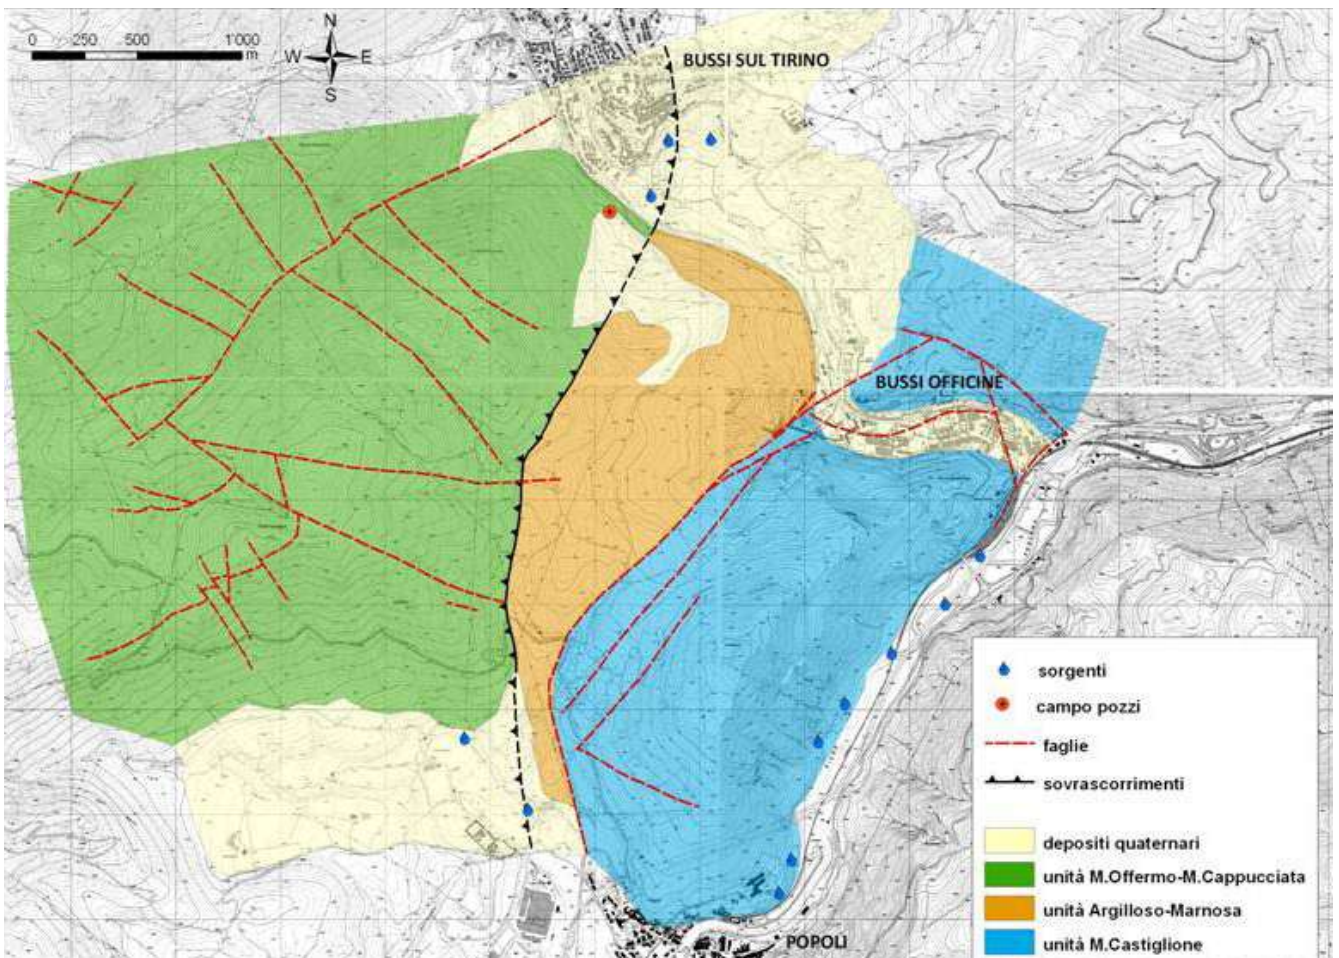 N
0 250 500 1000
m
W E
S
BUSSI SUL TIRINO
BUSSI OFFICINE
POPOLI
sorgenti
campo pozzi
faglie
sovrascorrimenti
depositi quaternari
unità M.Offermo-M.Cappucciata
unità Argilloso-Marnosa
unità M.Castiglione